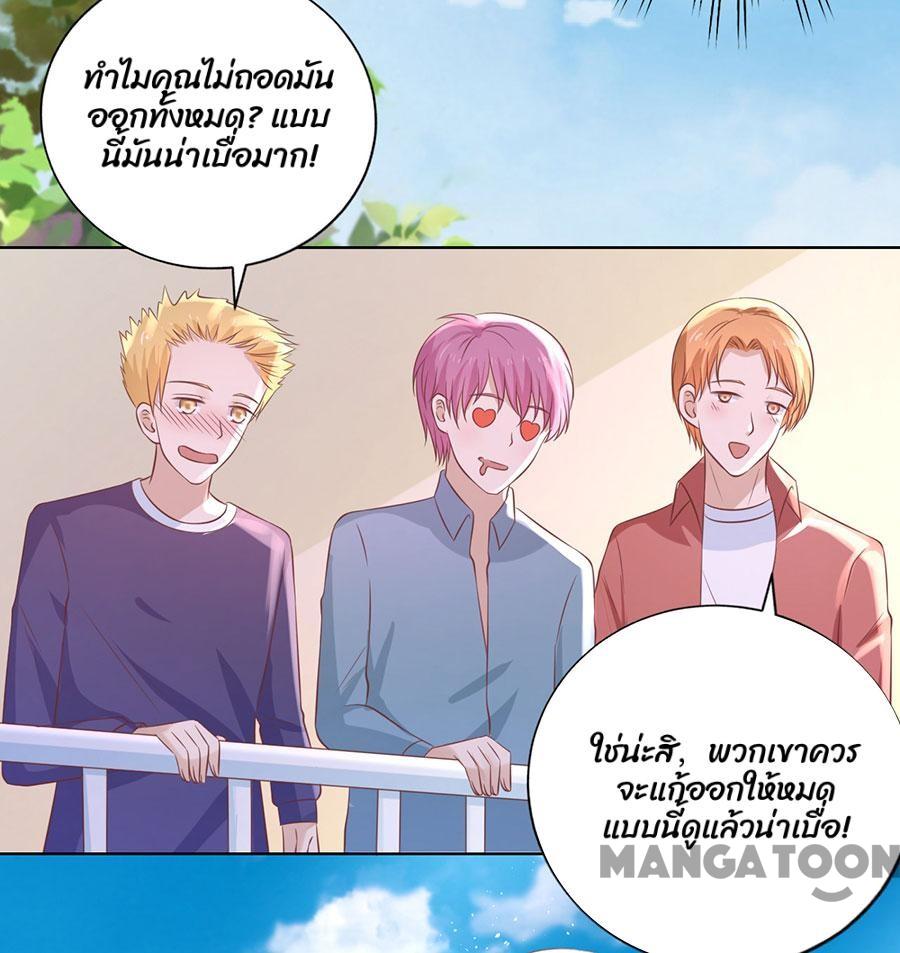 ทำไมคุณไม่ถอดมัน
ออกทั้งหมด? แบบ
นี้มันน่าเบื่อมาก!
ใช่น่ะสิ, พวกเขาควร
จะแก้ออกให้หมด
แบบนี้ดูแล้วน่าเบื่อ!
MANGATOON